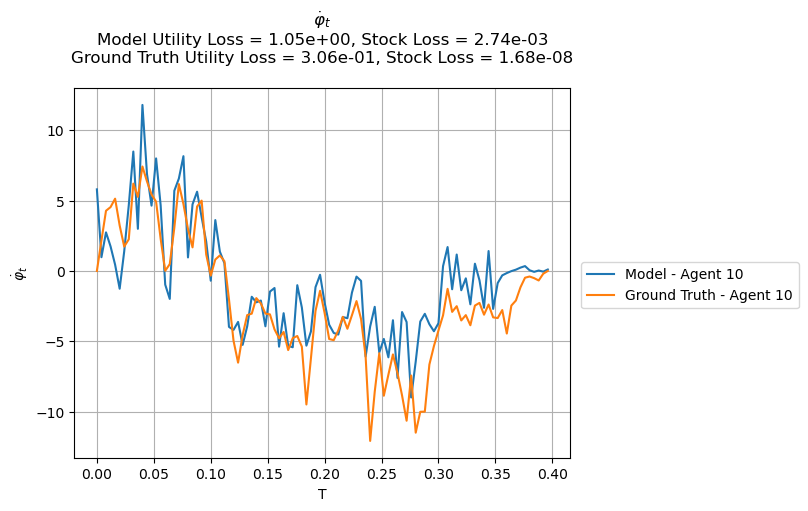 φ̇ₜ
Model Utility Loss = 1.05e+00, Stock Loss = 2.74e-03
Ground Truth Utility Loss = 3.06e-01, Stock Loss = 1.68e-08
10
5
0
−5
−10
φ̇ₜ
0.00 0.05 0.10 0.15 0.20 0.25 0.30 0.35 0.40
T
Model - Agent 10
Ground Truth - Agent 10